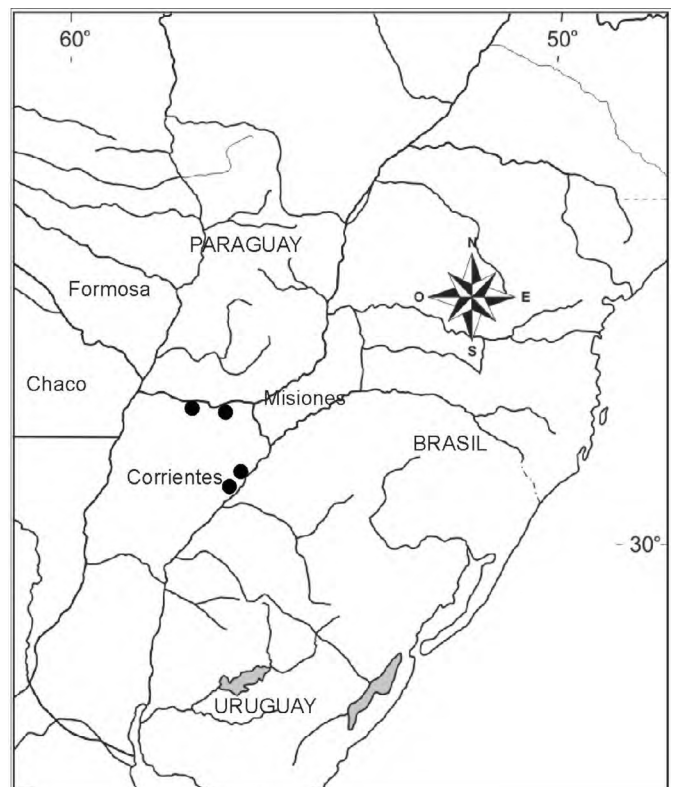 60°
50°
N
PARAGUAY
Formosa
O
E
S
Chaco
Misiones
BRASIL
Corrientes
30°
URUGUAY